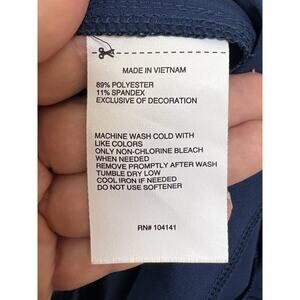 MADE IN VIETNAM
89% POLYESTER
11% SPANDEX
EXCLUSIVE OF DECORATION
MACHINE WASH COLD WITH
LIKE COLORS
ONLY NON-CHLORINE BLEACH
WHEN NEEDED
REMOVE PROMPTLY AFTER WASH
TUMBLE DRY LOW
COOL IRON IF NEEDED
DO NOT USE SOFTENER
RN# 104141